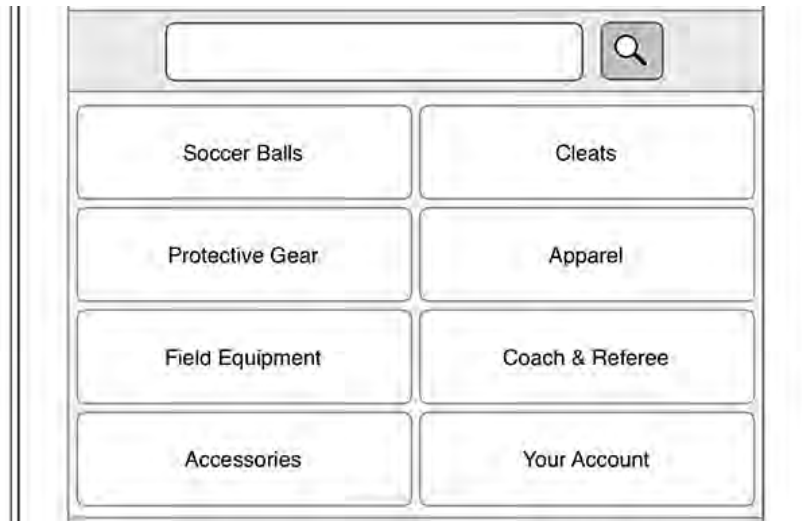 Soccer Balls
Cleats
Protective Gear
Apparel
Field Equipment
Coach & Referee
Accessories
Your Account